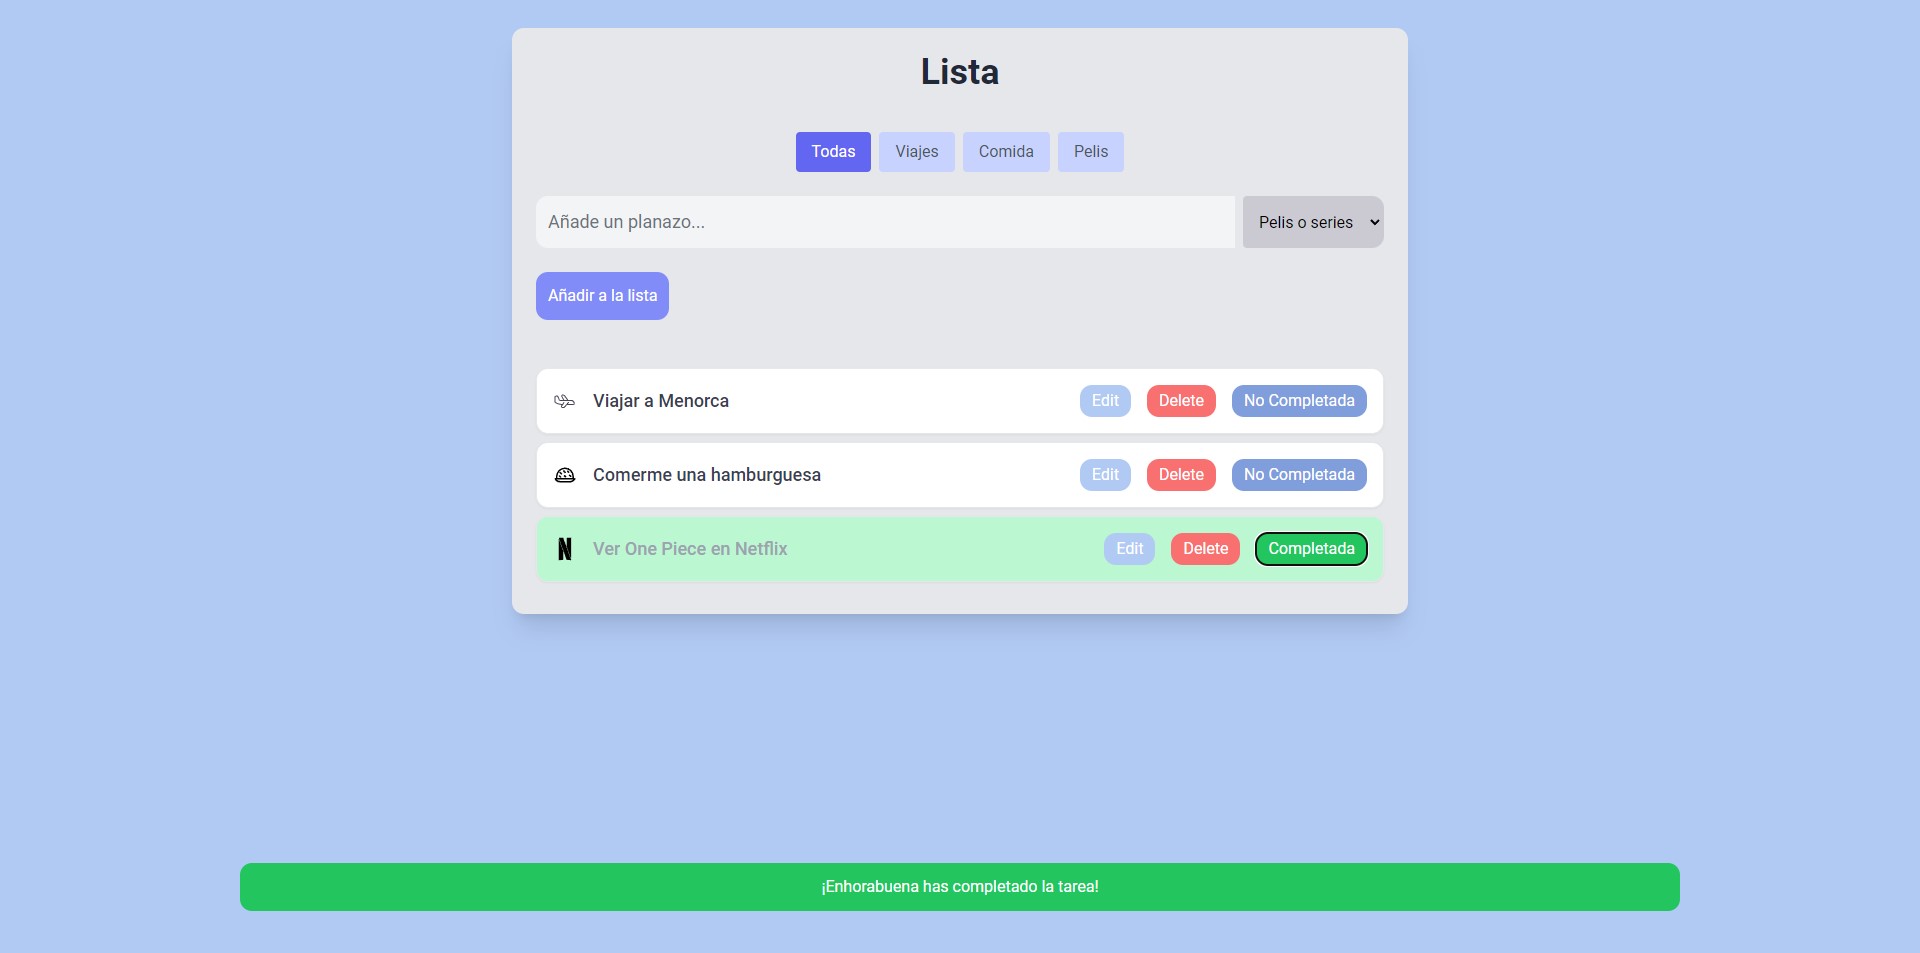 Lista
Todas Viajes Comida Pelis
Añade un planazo... Pelis o series
Añadir a la lista
Viajar a Menorca Edit Delete No Completada
Comerme una hamburguesa Edit Delete No Completada
N Ver One Piece en Netflix Edit Delete Completada
¡Enhorabuena has completado la tarea!